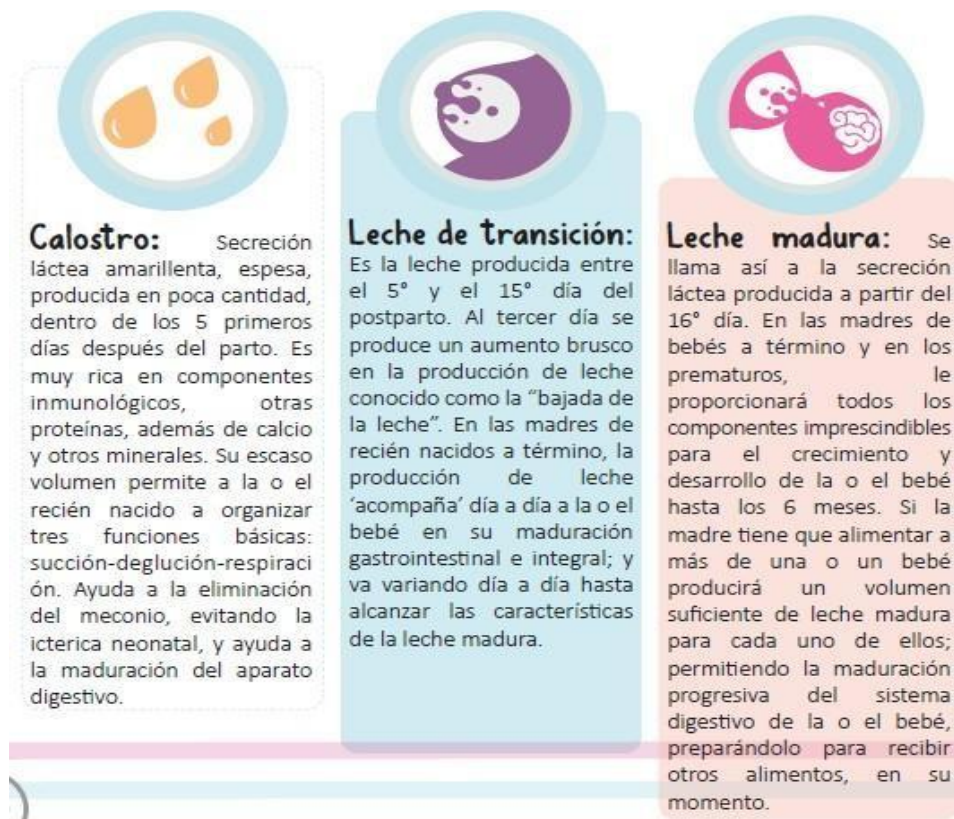 Calostro: Secreción
láctea amarillenta, espesa,
producida en poca cantidad,
dentro de los 5 primeros
días después del parto. Es
muy rica en componentes
inmunológicos, otras
proteínas, además de calcio
y otros minerales. Su escaso
volumen permite a la o el
recién nacido a organizar
tres funciones básicas:
succión-deglución-respiraci
ón. Ayuda a la eliminación
del meconio, evitando la
icterica neonatal, y ayuda a
la maduración del aparato
digestivo.
Leche de transición:
Es la leche producida entre
el 5° y el 15° día del
postparto. Al tercer día se
produce un aumento brusco
en la producción de leche
conocido como la “bajada de
la leche”. En las madres de
recién nacidos a término, la
producción de leche
‘acompaña’ día a día a la o el
bebé en su maduración
gastrointestinal e integral; y
va variando día a día hasta
alcanzar las características
de la leche madura.
Leche madura: Se
llama así a la secreción
láctea producida a partir del
16° día. En las madres de
bebés a término y en los
prematuros, le
proporcionará todos los
componentes imprescindibles
para el crecimiento y
desarrollo de la o el bebé
hasta los 6 meses. Si la
madre tiene que alimentar a
más de una o un bebé
producirá un volumen
suficiente de leche madura
para cada uno de ellos;
permitiendo la maduración
progresiva del sistema
digestivo de la o el bebé,
preparándolo para recibir
otros alimentos, en su
momento.